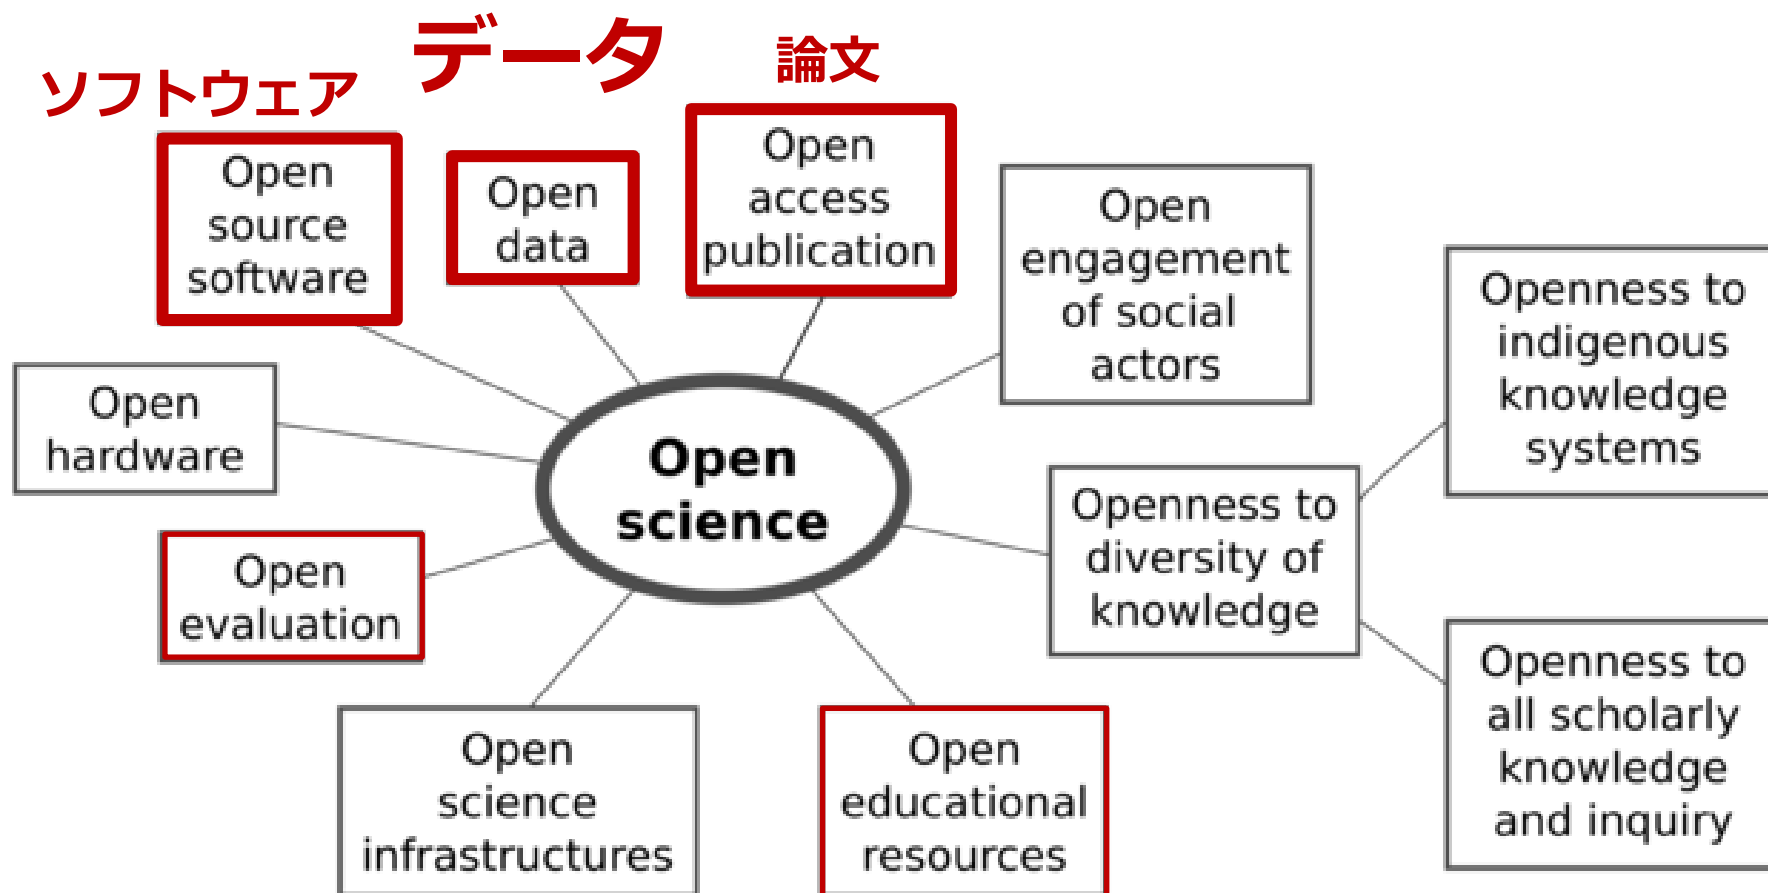 ソフトウェア
データ
論文
Open
source
software
Open
data
Open
access
publication
Open
engagement
of social
actors
Openness to
indigenous
knowledge
systems
Open
hardware
Open
science
Openness to
diversity of
knowledge
Open
evaluation
Openness to
all scholarly
knowledge
and inquiry
Open
science
infrastructures
Open
educational
resources